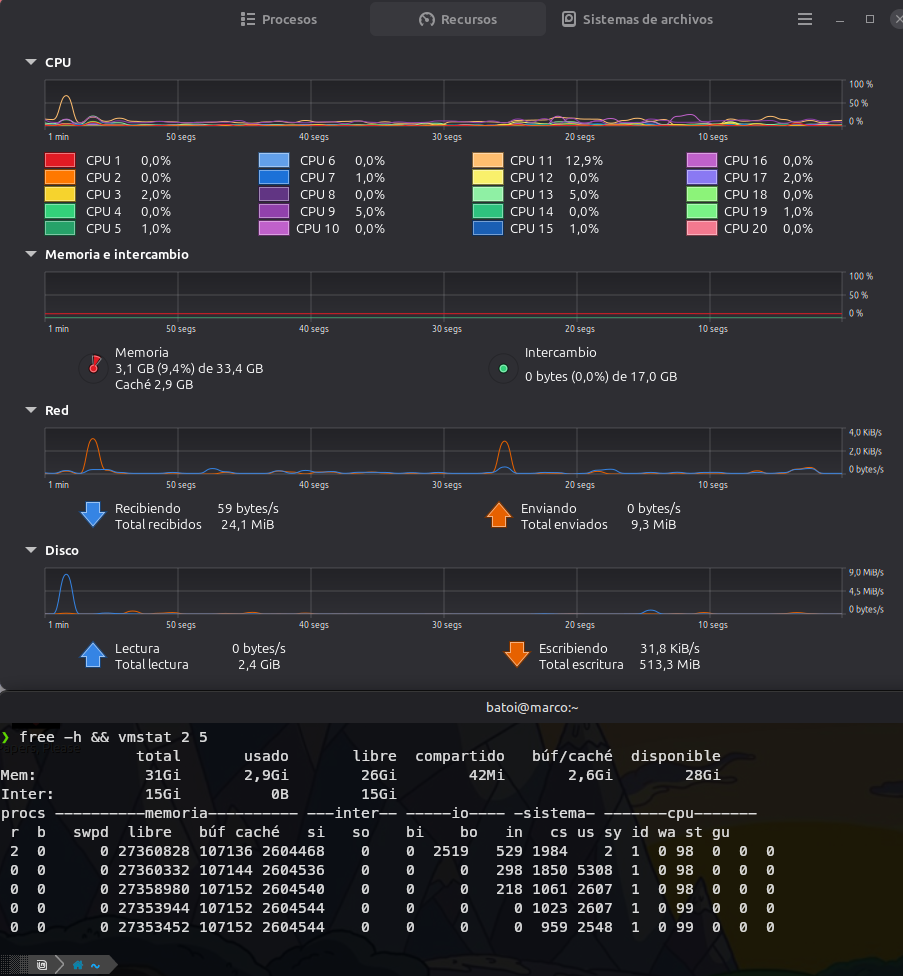 Procesos Recursos Sistemas de archivos
CPU
100 %
50 %
0 %
1 min 50 segs 40 segs 30 segs 20 segs 10 segs
CPU 1 0,0% CPU 6 0,0% CPU 11 12,9% CPU 16 0,0%
CPU 2 0,0% CPU 7 1,0% CPU 12 0,0% CPU 17 2,0%
CPU 3 2,0% CPU 8 0,0% CPU 13 5,0% CPU 18 0,0%
CPU 4 0,0% CPU 9 5,0% CPU 14 0,0% CPU 19 1,0%
CPU 5 1,0% CPU 10 0,0% CPU 15 1,0% CPU 20 0,0%
Memoria e intercambio
100 %
50 %
0 %
1 min 50 segs 40 segs 30 segs 20 segs 10 segs
Memoria Intercambio
3,1 GB (9,4%) de 33,4 GB 0 bytes (0,0%) de 17,0 GB
Caché 2,9 GB
Red
4,0 KiB/s
2,0 KiB/s
0 bytes/s
1 min 50 segs 40 segs 30 segs 20 segs 10 segs
Recibiendo 59 bytes/s Enviando 0 bytes/s
Total recibidos 24,1 MiB Total enviados 9,3 MiB
Disco
9,0 MiB/s
4,5 MiB/s
0 bytes/s
1 min 50 segs 40 segs 30 segs 20 segs 10 segs
Lectura 0 bytes/s Escribiendo 31,8 KiB/s
Total lectura 2,4 GiB Total escritura 513,3 MiB
batoi@marco:~
❯ free -h && vmstat 2 5
total usado libre compartido búf/caché disponible
Mem: 31Gi 2,9Gi 26Gi 42Mi 2,6Gi 28Gi
Inter: 15Gi 0B 15Gi
procs -----------memoria---------- ---inter-- -----io---- -sistema- -------cpu-------
r b swpd libre búf caché si so bi bo in cs us sy id wa st gu
2 0 0 27360828 107136 2604468 0 0 2519 529 1984 2 1 0 98 0 0 0
0 0 0 27360332 107144 2604536 0 0 0 298 1850 5308 1 0 98 0 0 0
0 0 0 27358980 107152 2604540 0 0 0 218 1061 2607 1 0 98 0 0 0
0 0 0 27353944 107152 2604544 0 0 0 0 1023 2607 1 0 99 0 0 0
0 0 0 27353452 107152 2604544 0 0 0 0 959 2548 1 0 99 0 0 0
~